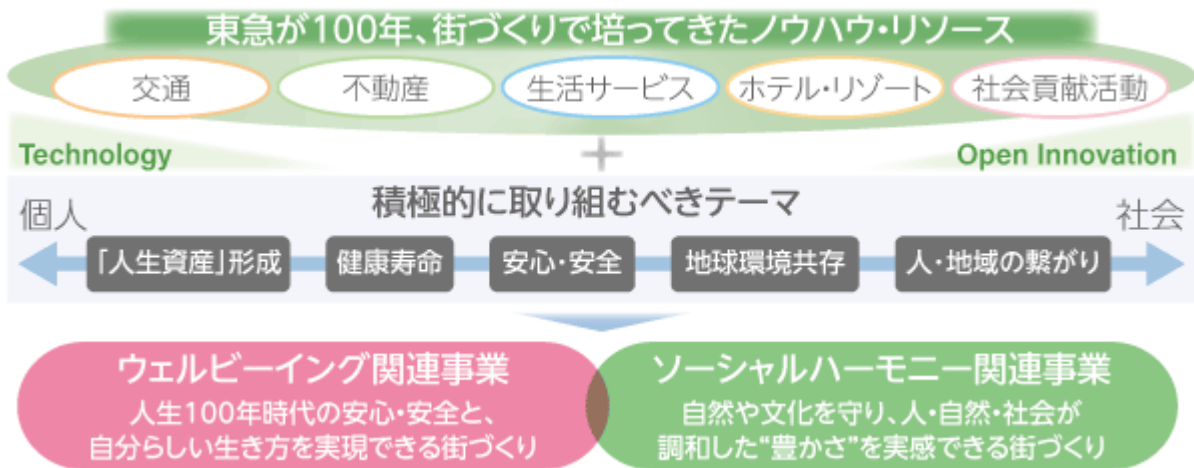 東急が100年、街づくりで培ってきたノウハウ・リソース
交通
不動産
生活サービス
ホテル・リゾート
社会貢献活動
Technology
+
Open Innovation
積極的に取り組むべきテーマ
個人
社会
「人生資産」形成
健康寿命
安心・安全
地球環境共存
人・地域の繋がり
ウェルビーイング関連事業
人生100年時代の安心・安全と、
自分らしい生き方を実現できる街づくり
ソーシャルハーモニー関連事業
自然や文化を守り、人・自然・社会が
調和した“豊かさ”を実感できる街づくり